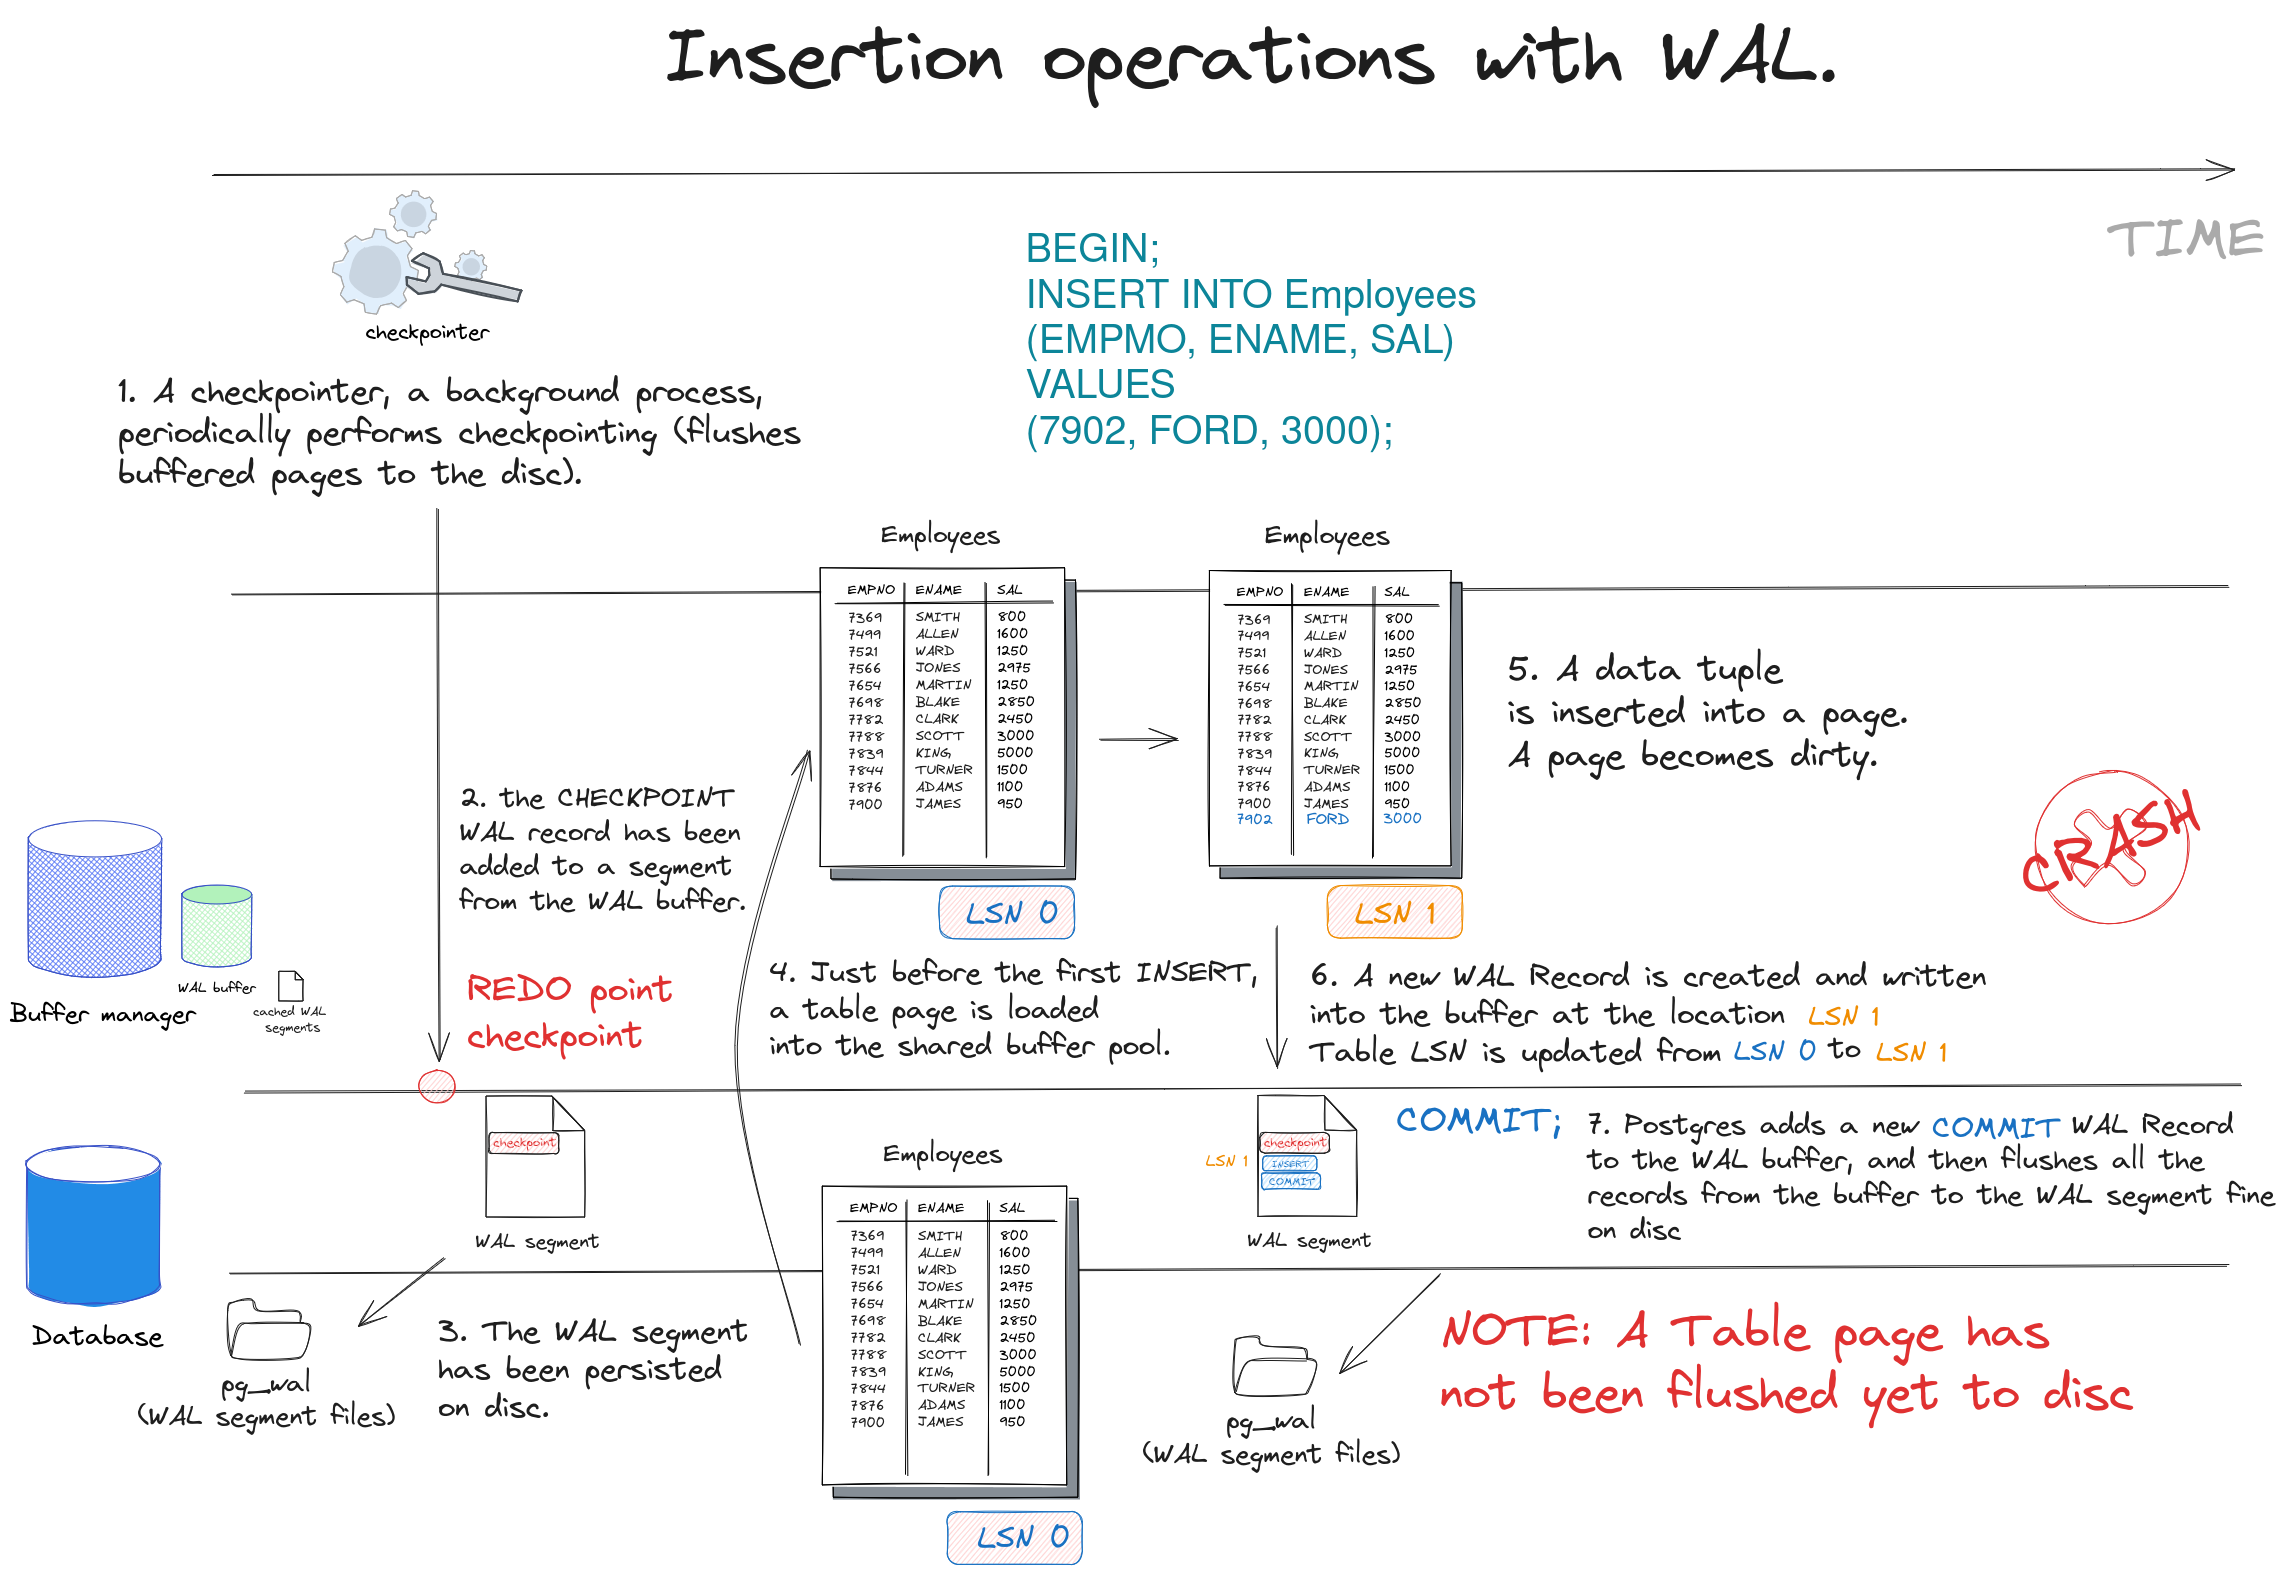 Insertion operations with WAL.
TIME
checkpointer
1. A checkpointer, a background process,
periodically performs checkpointing (flushes
buffered pages to the disc).
BEGIN;
INSERT INTO Employees
(EMPMO, ENAME, SAL)
VALUES
(7902, FORD, 3000);
Employees
EMPNO ENAME SAL
7369 SMITH 800
7499 ALLEN 1600
7521 WARD 1250
7566 JONES 2975
7654 MARTIN 1250
7698 BLAKE 2850
7782 CLARK 2450
7788 SCOTT 3000
7839 KING 5000
7844 TURNER 1500
7876 ADAMS 1100
7900 JAMES 950
LSN 0
Employees
EMPNO ENAME SAL
7369 SMITH 800
7499 ALLEN 1600
7521 WARD 1250
7566 JONES 2975
7654 MARTIN 1250
7698 BLAKE 2850
7782 CLARK 2450
7788 SCOTT 3000
7839 KING 5000
7844 TURNER 1500
7876 ADAMS 1100
7900 JAMES 950
7902 FORD 3000
LSN 1
5. A data tuple
is inserted into a page.
A page becomes dirty.
CRASH
2. the CHECKPOINT
WAL record has been
added to a segment
from the WAL buffer.
Buffer manager
WAL buffer
cached WAL
segments
REDO point
checkpoint
4. Just before the first INSERT,
a table page is loaded
into the shared buffer pool.
6. A new WAL Record is created and written
into the buffer at the location LSN 1
Table LSN is updated from LSN 0 to LSN 1
checkpoint
WAL segment
Database
pg_wal
(WAL segment files)
3. The WAL segment
has been persisted
on disc.
Employees
EMPNO ENAME SAL
7369 SMITH 800
7499 ALLEN 1600
7521 WARD 1250
7566 JONES 2975
7654 MARTIN 1250
7698 BLAKE 2850
7782 CLARK 2450
7788 SCOTT 3000
7839 KING 5000
7844 TURNER 1500
7876 ADAMS 1100
7900 JAMES 950
LSN 0
LSN 1
checkpoint
INSERT
COMMIT
WAL segment
COMMIT;
7. Postgres adds a new COMMIT WAL Record
to the WAL buffer, and then flushes all the
records from the buffer to the WAL segment fine
on disc
pg_wal
(WAL segment files)
NOTE: A Table page has
not been flushed yet to disc